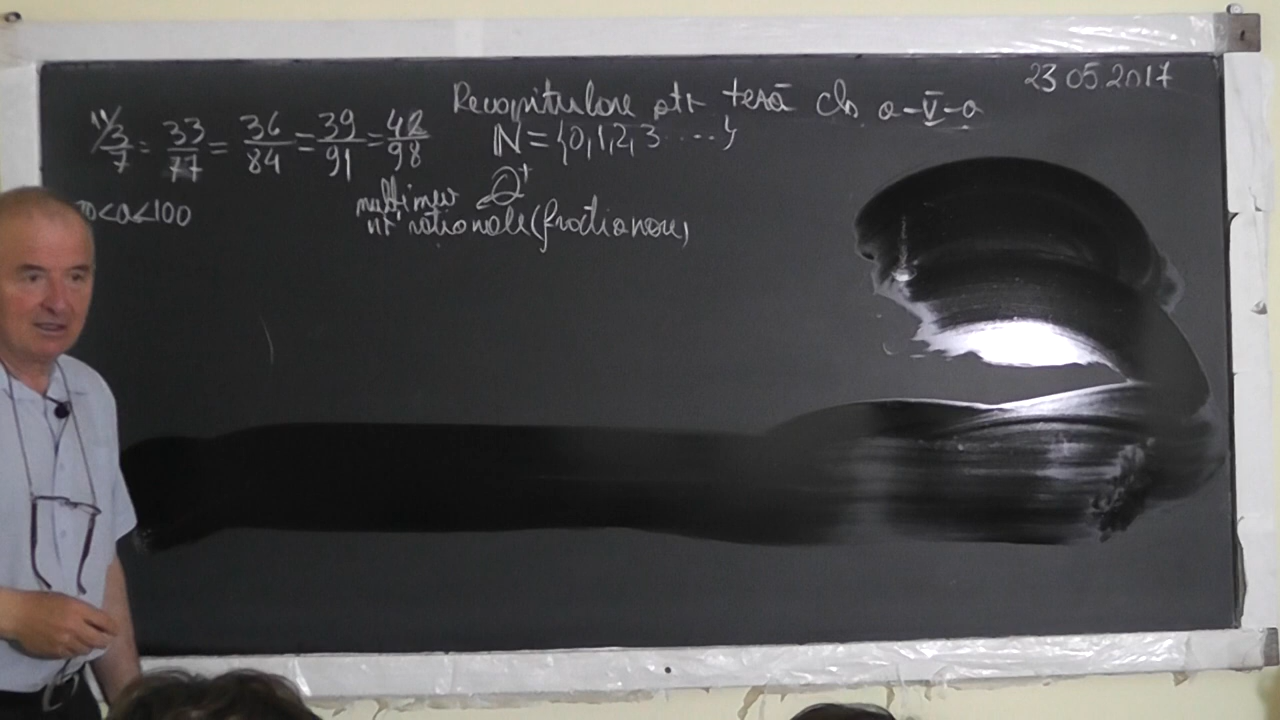 23 05 2017
Recapitulare ptr teză cls a-V-a
11/ 3/7 = 33/77 = 36/84 = 39/91 = 42/98
N = {0,1,2,3 ....}
Q+
mulțimea
nr raționale (fracționare)
<a<100